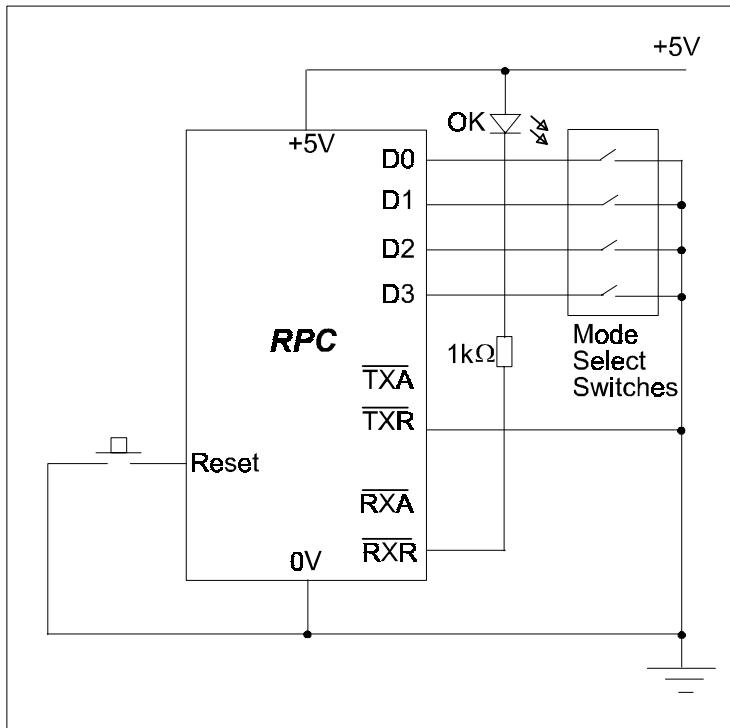 +5V
+5V
OK
D0
D1
D2
D3
RPC
Mode
Select
Switches
1kΩ
TXA
TXR
Reset
RXA
RXR
0V